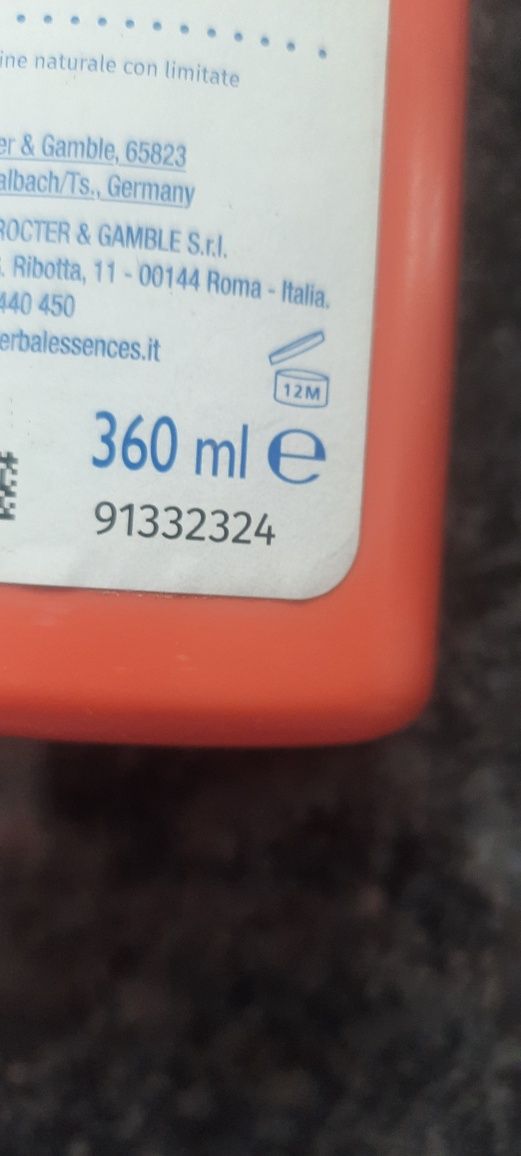 ine naturale con limitate
er & Gamble, 65823
albach/Ts., Germany
ROCTER & GAMBLE S.r.l.
. Ribotta, 11 - 00144 Roma - Italia.
440 450
erbalessences.it
12M
360 ml e
91332324